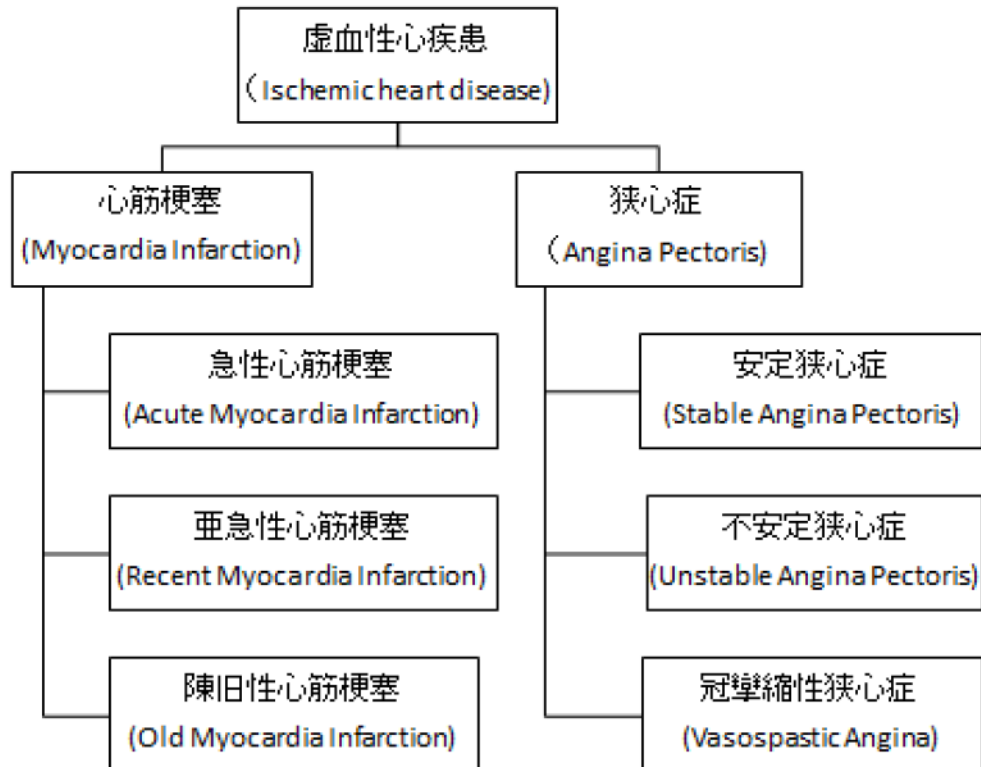 虚血性心疾患
（Ischemic heart disease)
心筋梗塞
(Myocardia Infarction)
狭心症
（Angina Pectoris)
急性心筋梗塞
(Acute Myocardia Infarction)
安定狭心症
(Stable Angina Pectoris)
亜急性心筋梗塞
(Recent Myocardia Infarction)
不安定狭心症
(Unstable Angina Pectoris)
陳旧性心筋梗塞
(Old Myocardia Infarction)
冠攣縮性狭心症
(Vasospastic Angina)